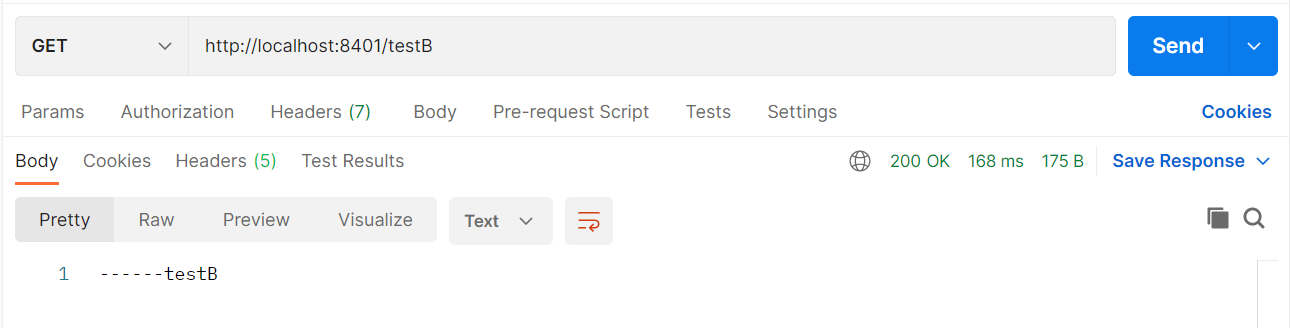 GET http://localhost:8401/testB Send
Params Authorization Headers (7) Body Pre-request Script Tests Settings Cookies
Body Cookies Headers (5) Test Results 200 OK 168 ms 175 B Save Response
Pretty Raw Preview Visualize Text
1 ------testB